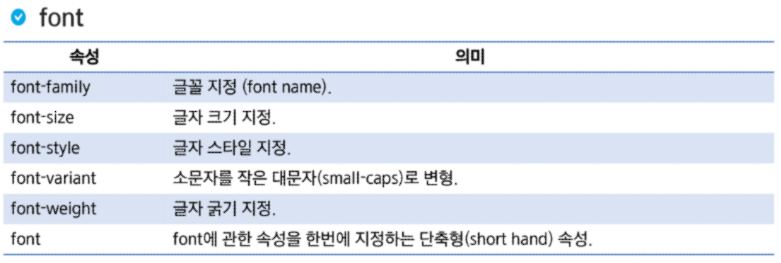 font
속성 의미
font-family 글꼴 지정 (font name).
font-size 글자 크기 지정.
font-style 글자 스타일 지정.
font-variant 소문자를 작은 대문자(small-caps)로 변형.
font-weight 글자 굵기 지정.
font font에 관한 속성을 한번에 지정하는 단축형(short hand) 속성.